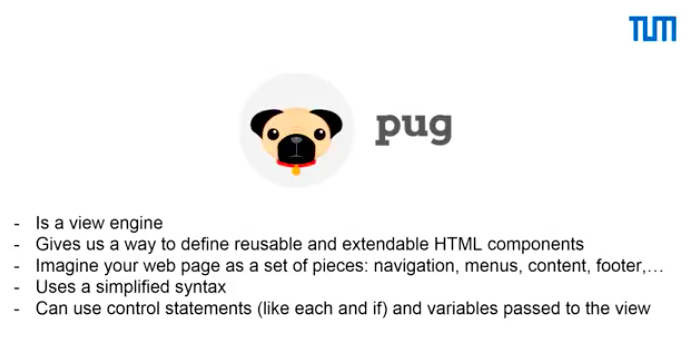 TUM
pug
- Is a view engine
- Gives us a way to define reusable and extendable HTML components
- Imagine your web page as a set of pieces: navigation, menus, content, footer,…
- Uses a simplified syntax
- Can use control statements (like each and if) and variables passed to the view